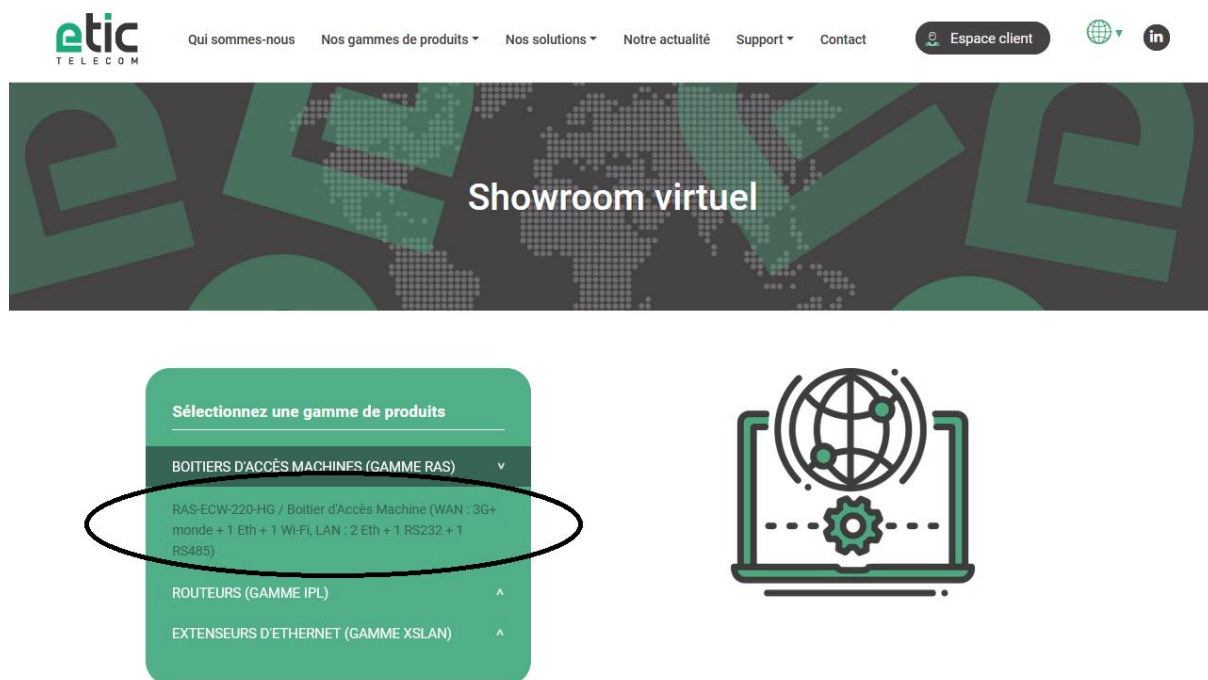 etic
TELECOM
Qui sommes-nous
Nos gammes de produits
Nos solutions
Notre actualité
Support
Contact
Espace client
in
Showroom virtuel
Sélectionnez une gamme de produits
BOITIERS D'ACCÈS MACHINES (GAMME RAS)
RAS-ECW-220-HG / Boitier d'Accès Machine (WAN : 3G+
monde + 1 Eth + 1 Wi-Fi, LAN : 2 Eth + 1 RS232 + 1
RS485)
ROUTEURS (GAMME IPL)
EXTENSEURS D'ETHERNET (GAMME XSLAN)